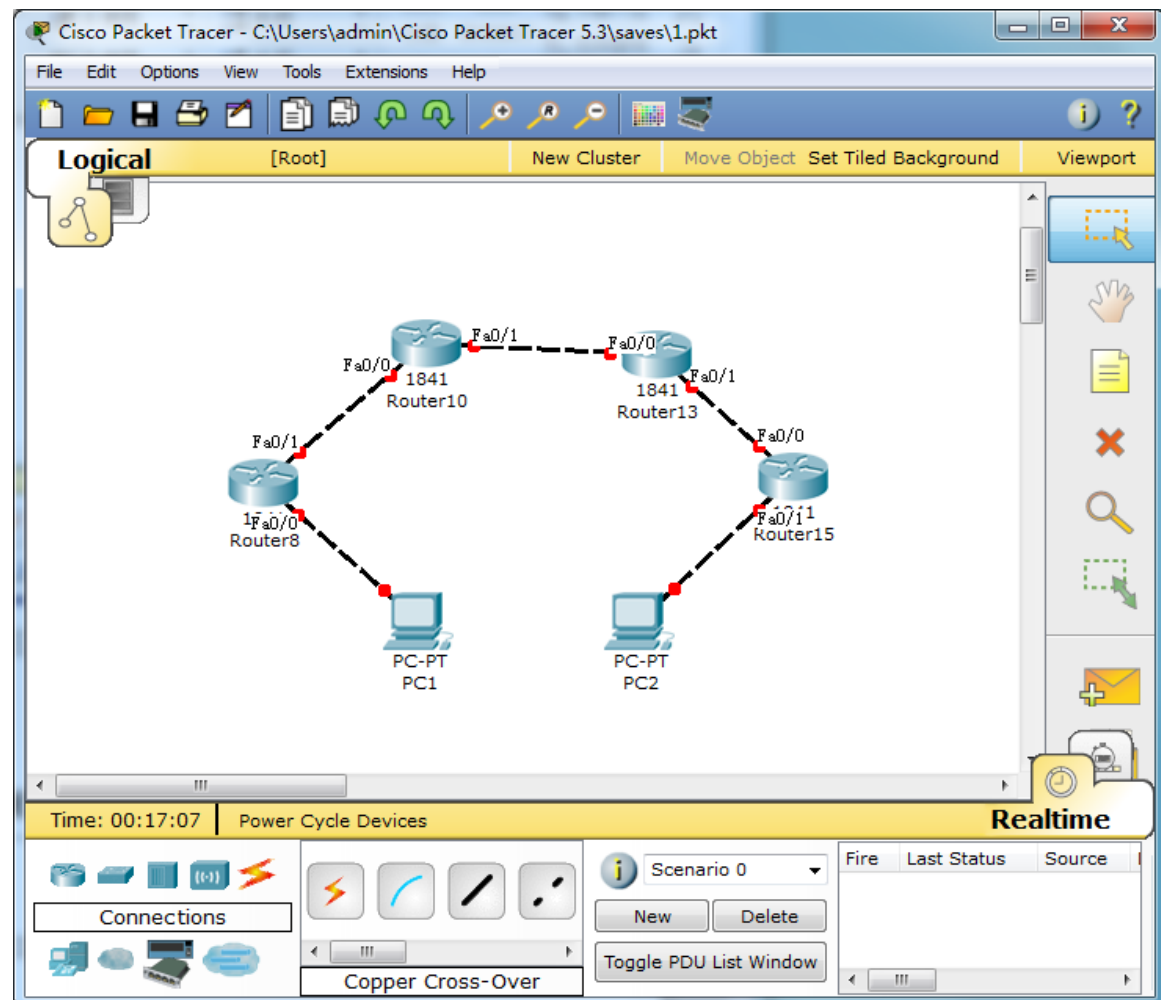 Cisco Packet Tracer - C:\Users\admin\Cisco Packet Tracer 5.3\saves\1.pkt
File Edit Options View Tools Extensions Help
Logical [Root] New Cluster Move Object Set Tiled Background Viewport
Fa0/1
Fa0/0
Fa0/0
1841
Router10
Fa0/1
1841
Router13
Fa0/1
Fa0/0
Fa0/0
Router8
Fa0/1
Router15
PC-PT
PC1
PC-PT
PC2
Time: 00:17:07 Power Cycle Devices Realtime
Connections
Copper Cross-Over
Scenario 0
New Delete
Toggle PDU List Window
Fire Last Status Source